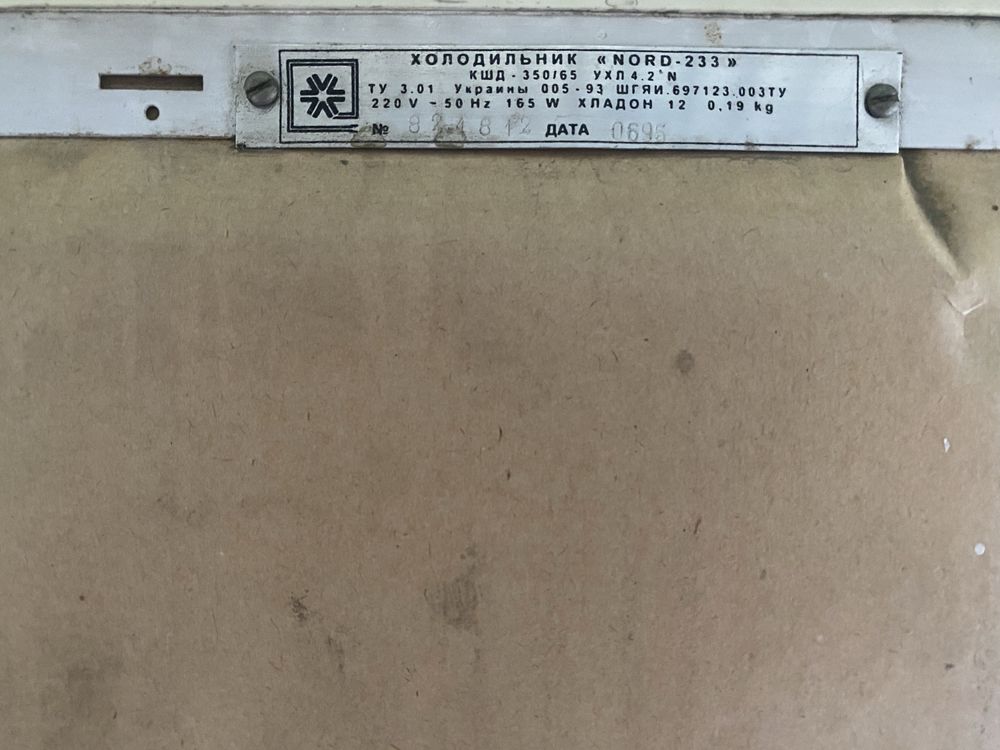 ХОЛОДИЛЬНИК «NORD-233»
КШД - 350/65 УХЛ 4.2*N
ТУ 3.01 Украины 005 - 93 ШГЯИ.697123.003ТУ
220 V ~ 50 Hz 165 W ХЛАДОН 12 0,19 kg
№ 824812 ДАТА 0696